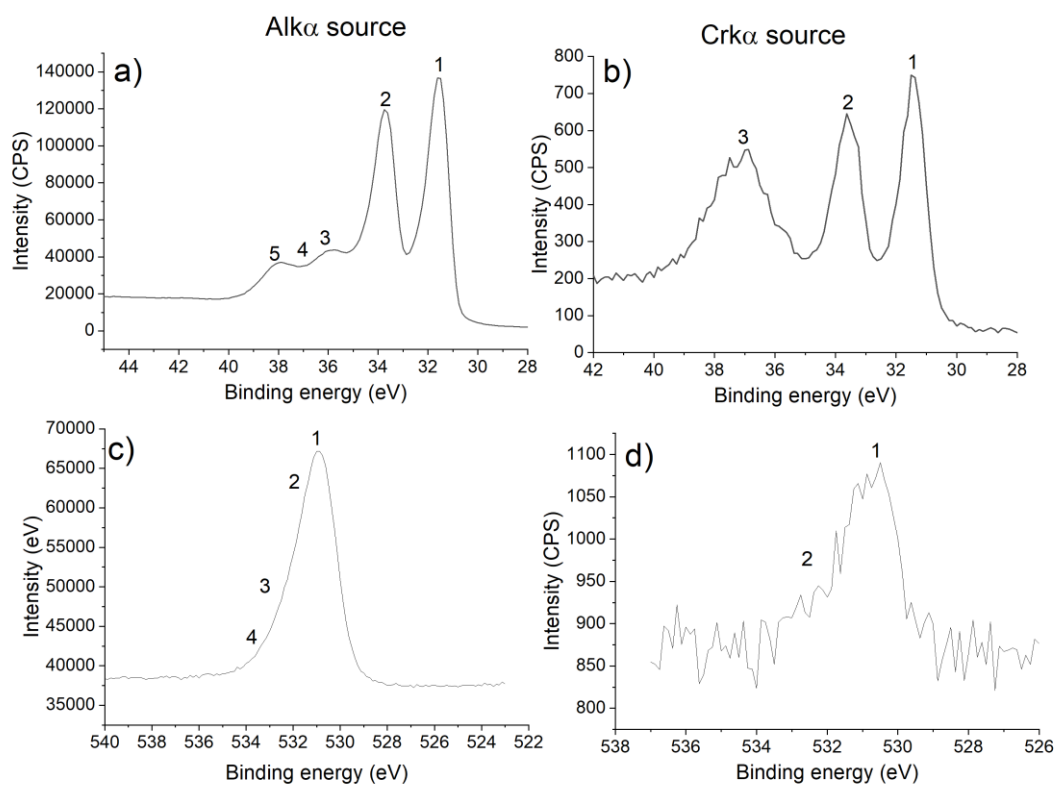 Alkα source
Crkα source
a)
1
2
3
4
5
140000
120000
100000
80000
60000
40000
20000
0
Intensity (CPS)
44 42 40 38 36 34 32 30 28
Binding energy (eV)
b)
1
2
3
800
700
600
500
400
300
200
100
0
Intensity (CPS)
42 40 38 36 34 32 30 28
Binding energy (eV)
c)
1
2
3
4
70000
65000
60000
55000
50000
45000
40000
35000
Intensity (eV)
540 538 536 534 532 530 528 526 524 522
Binding energy (eV)
d)
1
2
1100
1050
1000
950
900
850
800
Intensity (CPS)
538 536 534 532 530 528 526
Binding energy (eV)